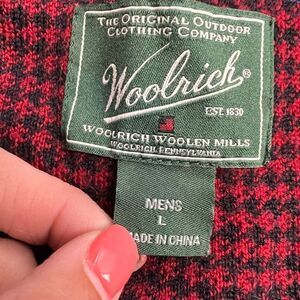 THE ORIGINAL OUTDOOR
CLOTHING COMPANY
Woolrich®
EST. 1830
WOOLRICH WOOLEN MILLS
WOOLRICH, PENNSYLVANIA
MENS
L
MADE IN CHINA